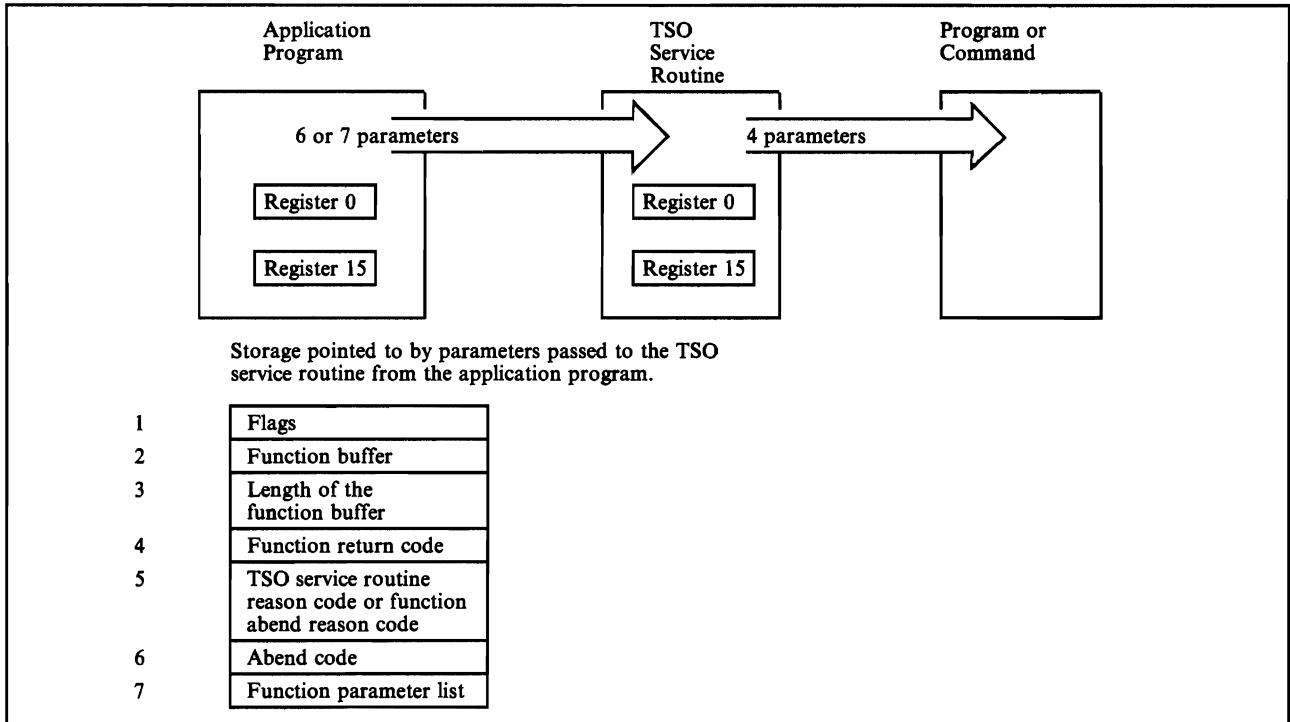 Application
Program
TSO
Service
Routine
Program or
Command
6 or 7 parameters
4 parameters
Register 0
Register 0
Register 15
Register 15
Storage pointed to by parameters passed to the TSO
service routine from the application program.
1 Flags
2 Function buffer
3 Length of the
function buffer
4 Function return code
5 TSO service routine
reason code or function
abend reason code
6 Abend code
7 Function parameter list